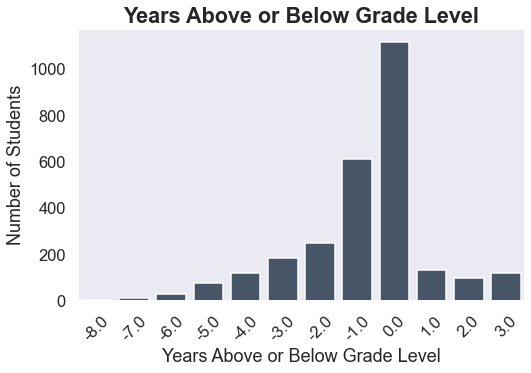 Years Above or Below Grade Level
1000
800
600
400
200
0
Number of Students
-8.0 -7.0 -6.0 -5.0 -4.0 -3.0 -2.0 -1.0 0.0 1.0 2.0 3.0
Years Above or Below Grade Level